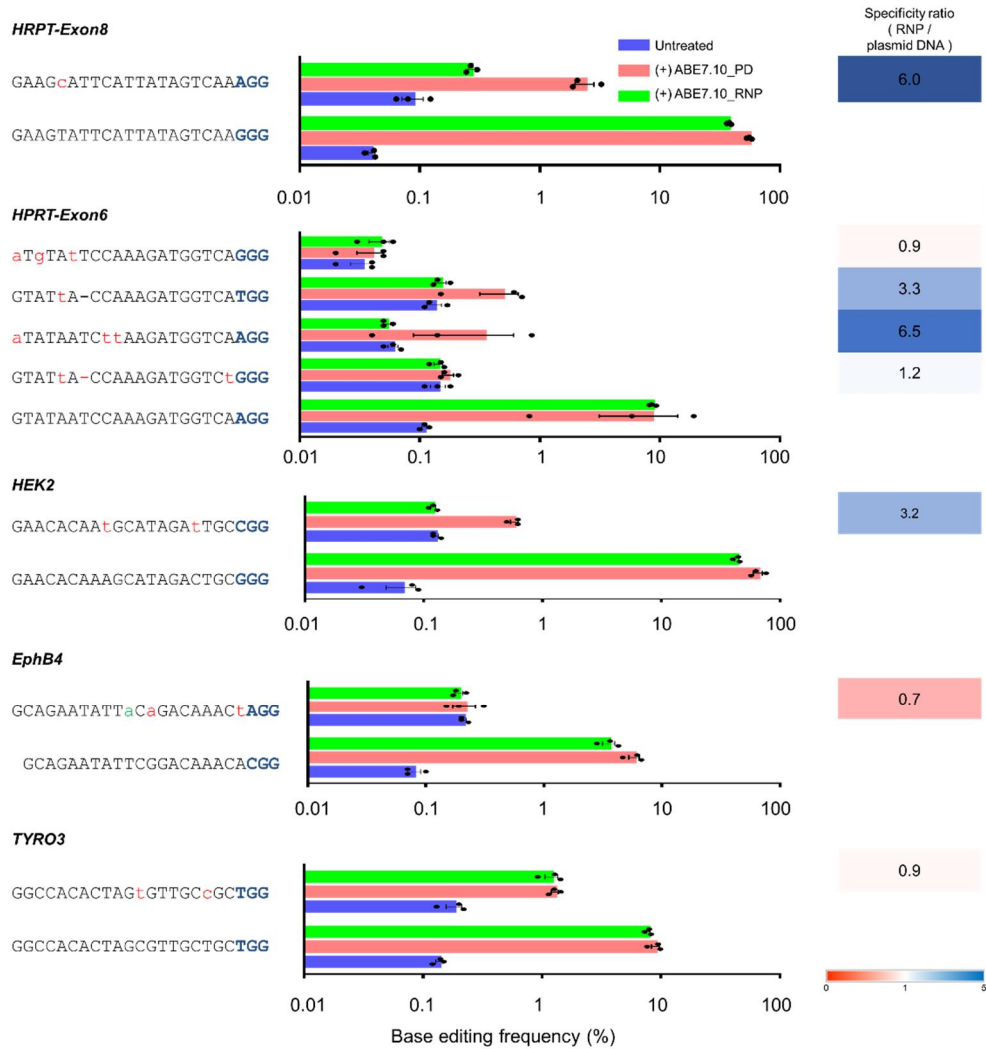 HRPT-Exon8
Specificity ratio
( RNP /
plasmid DNA )
Untreated
(+) ABE7.10_PD
(+) ABE7.10_RNP
GAAGcATTCATTATAGTCAAAGG
6.0
GAAGTATTCATTATAGTCAAGGG
0.01 0.1 1 10 100
HPRT-Exon6
aTgTAtTCCAAAGATGGTCAGGG
0.9
GTATtA-CCAAAGATGGTCATGG
3.3
aTATAATCttAAGATGGTCAAGG
6.5
GTATtA-CCAAAGATGGTCtGGG
1.2
GTATAATCCAAAGATGGTCAAGG
0.01 0.1 1 10 100
HEK2
GAACACAAtGCATAGAtTGCCGG
3.2
GAACACAAAGCATAGACTGCGGG
0.01 0.1 1 10 100
EphB4
GCAGAATATTaCaGACAAACtAGG
0.7
GCAGAATATTCGGACAAACACGG
0.01 0.1 1 10 100
TYRO3
GGCCACACTAGtGTTGCcGCTGG
0.9
GGCCACACTAGCGTTGCTGCTGG
0.01 0.1 1 10 100
0 1 5
Base editing frequency (%)